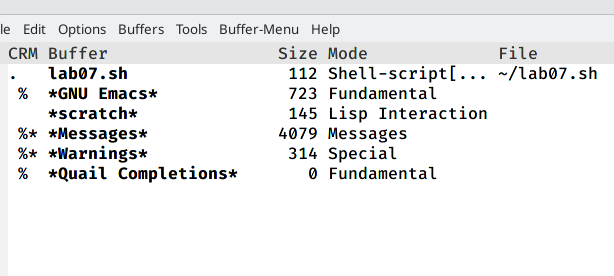 le Edit Options Buffers Tools Buffer-Menu Help
CRM Buffer Size Mode File
. lab07.sh 112 Shell-script[... ~/lab07.sh
% *GNU Emacs* 723 Fundamental
*scratch* 145 Lisp Interaction
%* *Messages* 4079 Messages
%* *Warnings* 314 Special
% *Quail Completions* 0 Fundamental